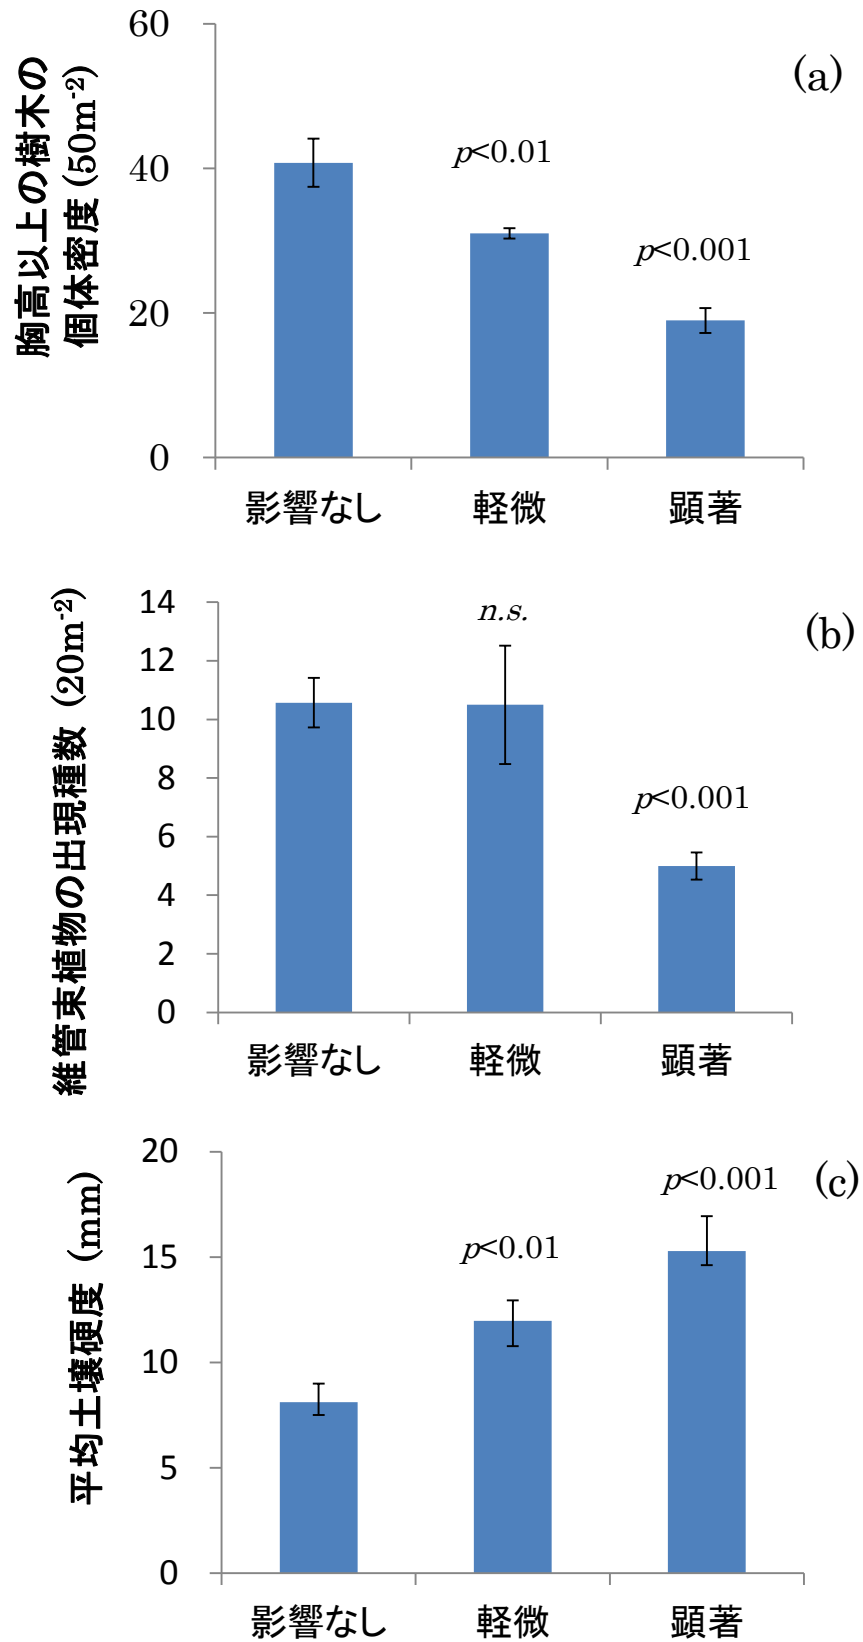 胸高以上の樹木の
個体密度 (50m⁻²)
60
40
20
0
(a)
p<0.01
p<0.001
影響なし 軽微 顕著
維管束植物の出現種数 (20m⁻²)
14
12
10
8
6
4
2
0
(b)
n.s.
p<0.001
影響なし 軽微 顕著
平均土壌硬度 (mm)
20
15
10
5
0
(c)
p<0.01
p<0.001
影響なし 軽微 顕著